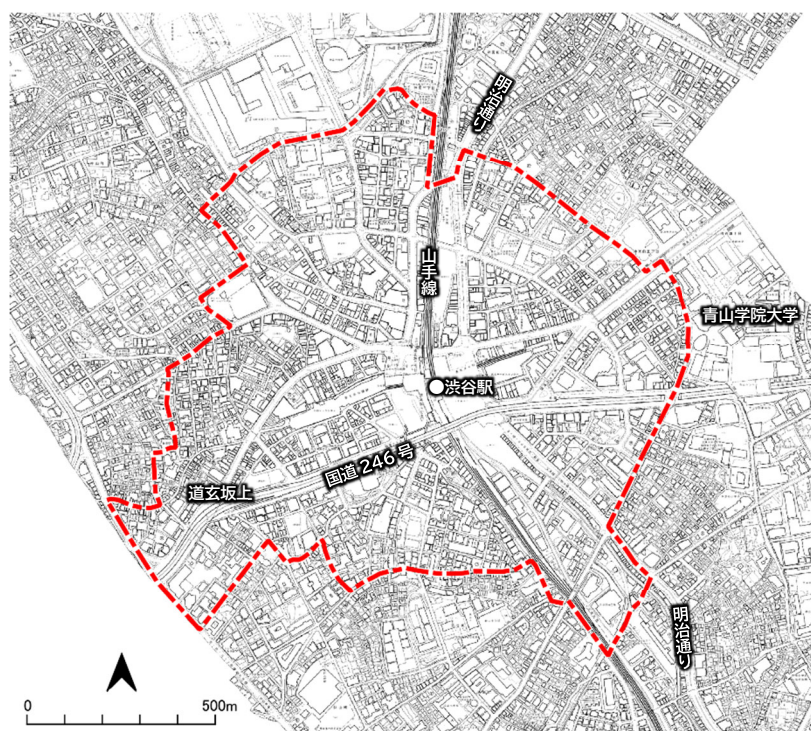 明治通り
山手線
青山学院大学
渋谷駅
国道246号
道玄坂上
明治通り
0 500m